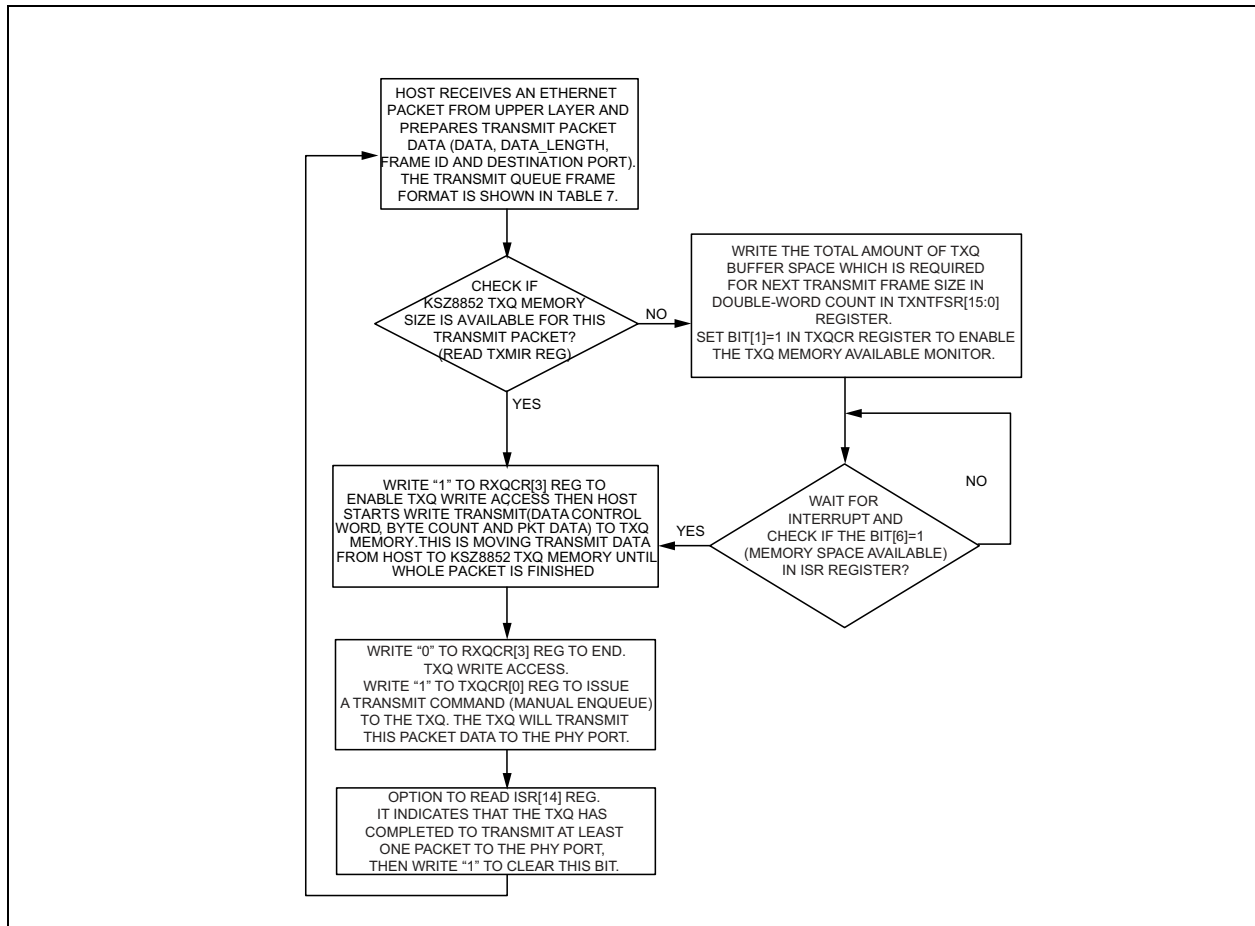 HOST RECEIVES AN ETHERNET
PACKET FROM UPPER LAYER AND
PREPARES TRANSMIT PACKET
DATA (DATA, DATA_LENGTH,
FRAME ID AND DESTINATION PORT).
THE TRANSMIT QUEUE FRAME
FORMAT IS SHOWN IN TABLE 7.
CHECK IF
KSZ8852 TXQ MEMORY
SIZE IS AVAILABLE FOR THIS
TRANSMIT PACKET?
(READ TXMIR REG)
NO
WRITE THE TOTAL AMOUNT OF TXQ
BUFFER SPACE WHICH IS REQUIRED
FOR NEXT TRANSMIT FRAME SIZE IN
DOUBLE-WORD COUNT IN TXNTFSR[15:0]
REGISTER.
SET BIT[1]=1 IN TXQCR REGISTER TO ENABLE
THE TXQ MEMORY AVAILABLE MONITOR.
YES
WAIT FOR
INTERRUPT AND
CHECK IF THE BIT[6]=1
(MEMORY SPACE AVAILABLE)
IN ISR REGISTER?
NO
YES
WRITE “1” TO RXQCR[3] REG TO
ENABLE TXQ WRITE ACCESS THEN HOST
STARTS WRITE TRANSMIT(DATA CONTROL
WORD, BYTE COUNT AND PKT DATA) TO TXQ
MEMORY.THIS IS MOVING TRANSMIT DATA
FROM HOST TO KSZ8852 TXQ MEMORY UNTIL
WHOLE PACKET IS FINISHED
WRITE “0” TO RXQCR[3] REG TO END.
TXQ WRITE ACCESS.
WRITE “1” TO TXQCR[0] REG TO ISSUE
A TRANSMIT COMMAND (MANUAL ENQUEUE)
TO THE TXQ. THE TXQ WILL TRANSMIT
THIS PACKET DATA TO THE PHY PORT.
OPTION TO READ ISR[14] REG.
IT INDICATES THAT THE TXQ HAS
COMPLETED TO TRANSMIT AT LEAST
ONE PACKET TO THE PHY PORT,
THEN WRITE “1” TO CLEAR THIS BIT.